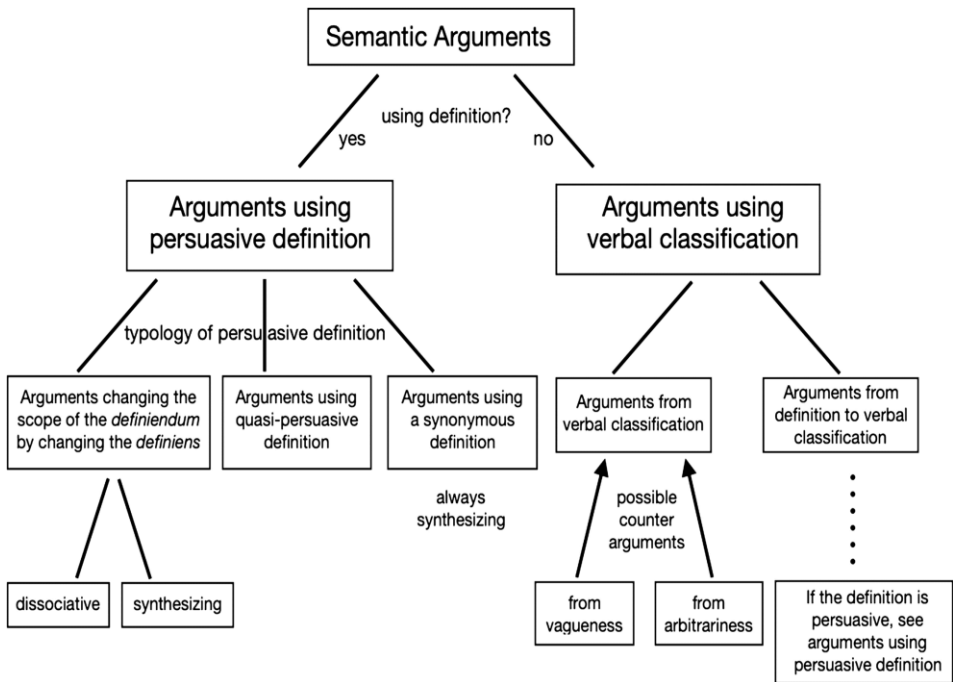 Semantic Arguments
using definition?
yes
no
Arguments using
persuasive definition
Arguments using
verbal classification
typology of persuasive definition
Arguments changing the
scope of the definiendum
by changing the definiens
Arguments using
quasi-persuasive
definition
Arguments using
a synonymous
definition
Arguments from
verbal classification
Arguments from
definition to verbal
classification
always
synthesizing
possible
counter
arguments
dissociative
synthesizing
from
vagueness
from
arbitrariness
If the definition is
persuasive, see
arguments using
persuasive definition